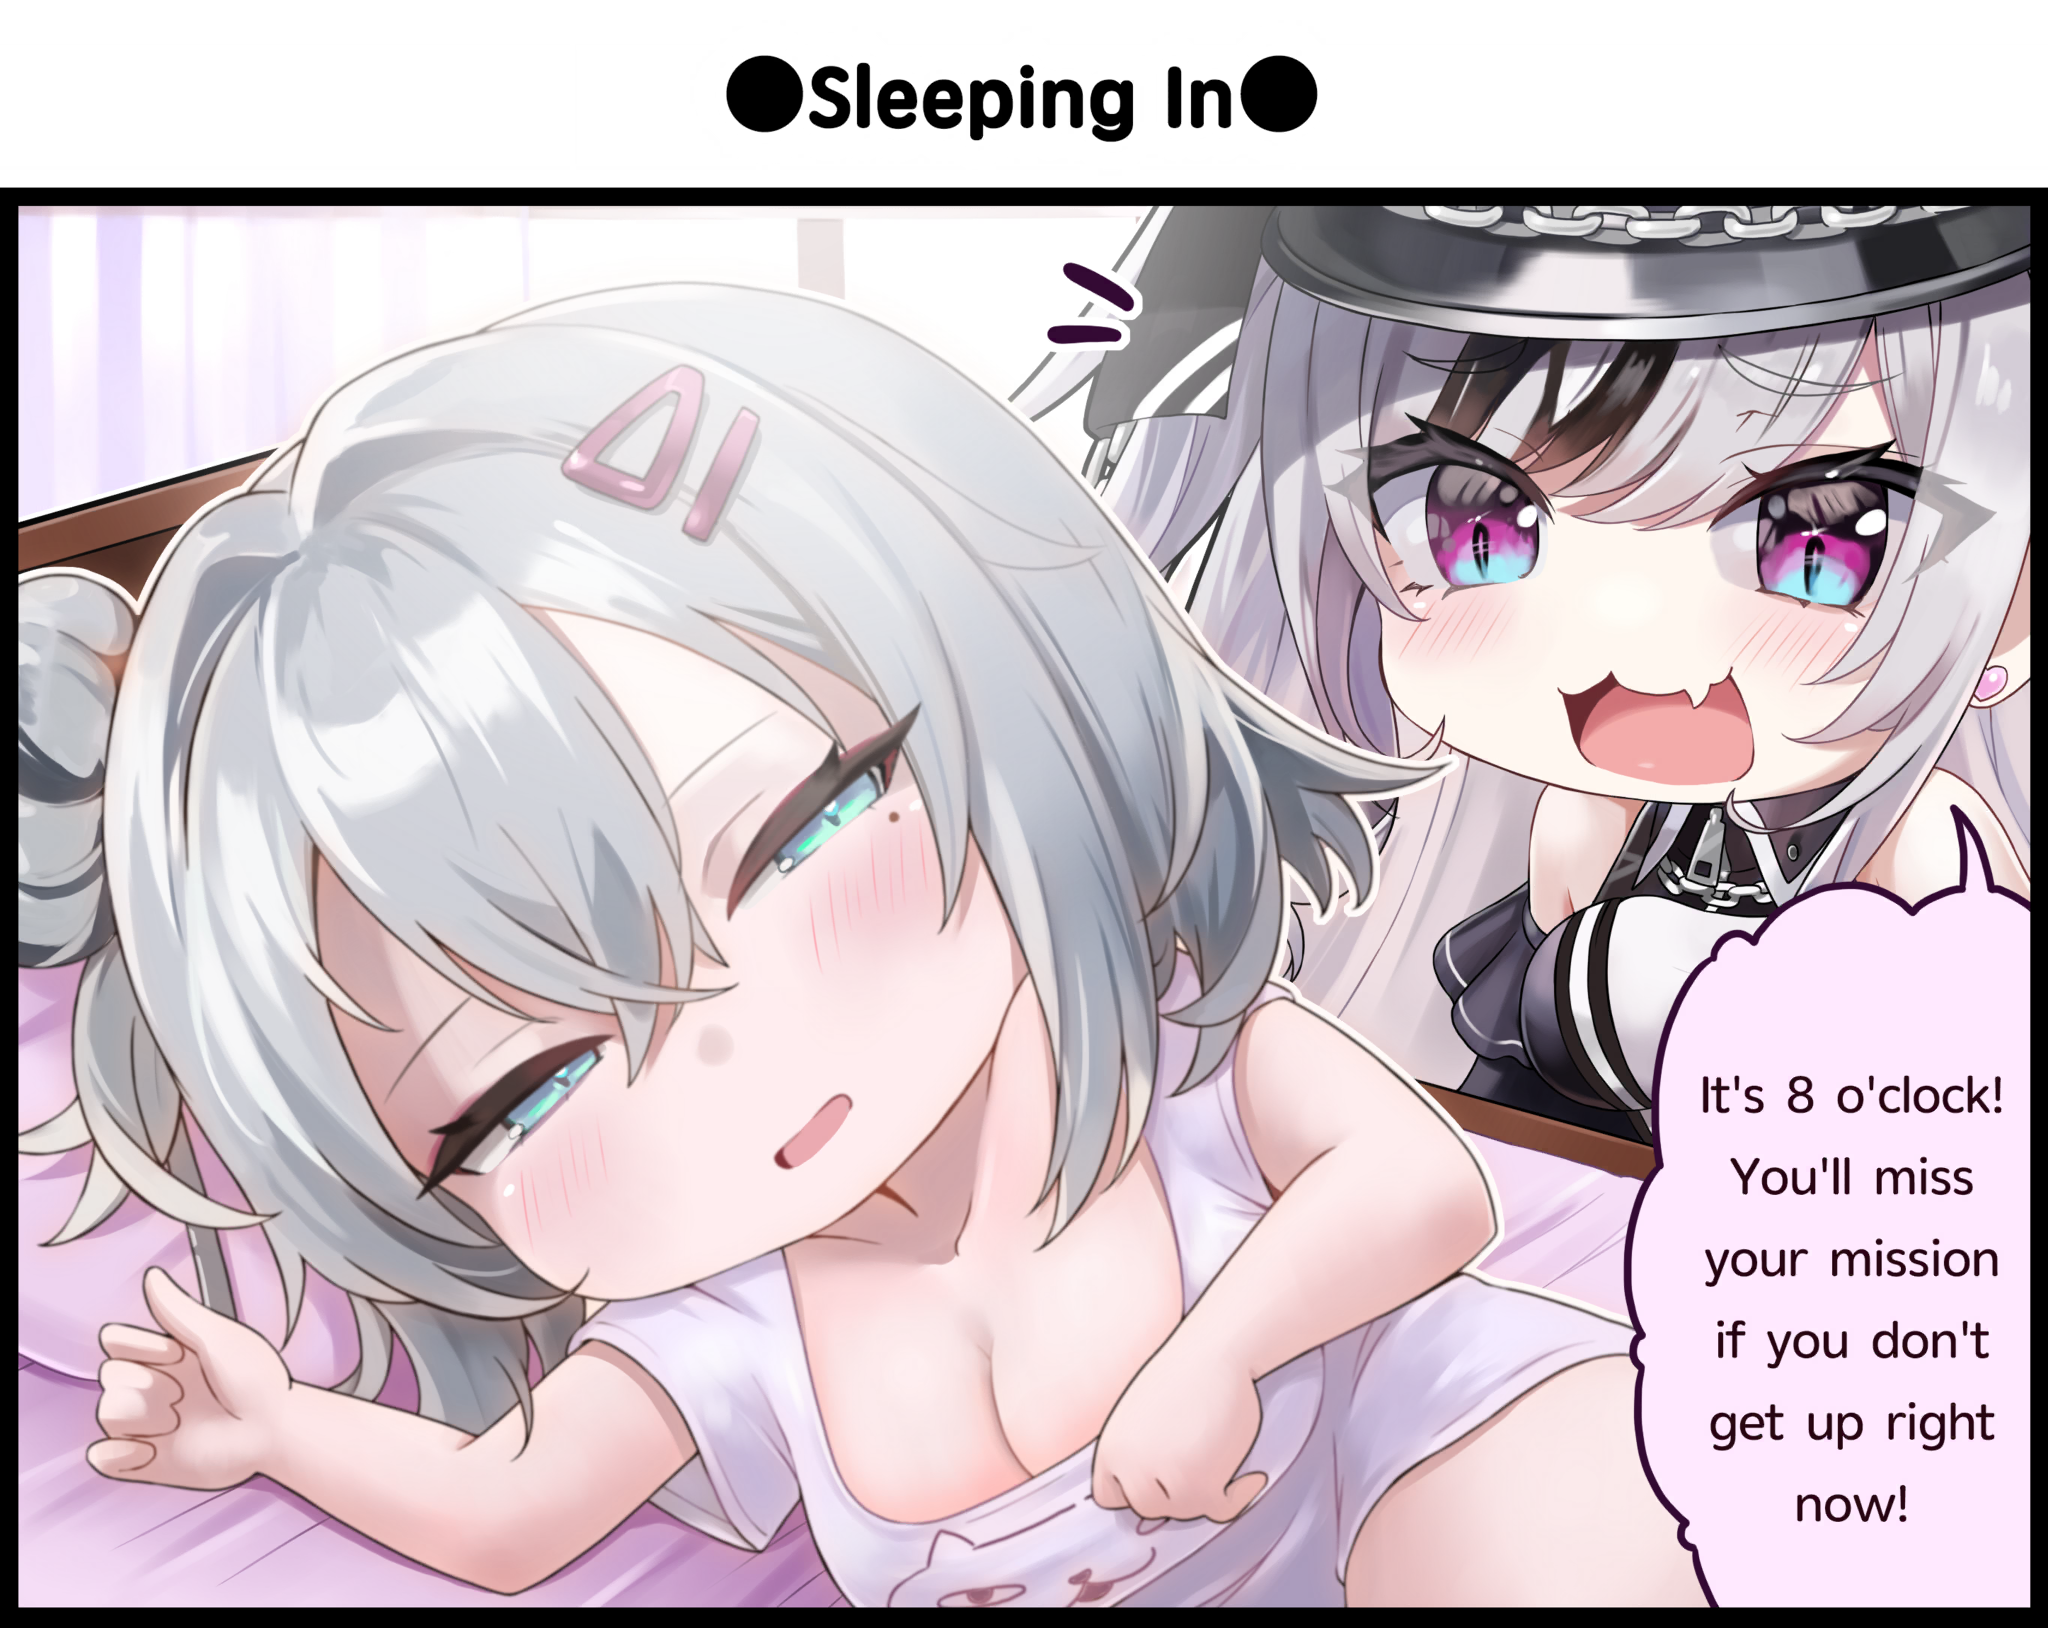 ●Sleeping In●
It's 8 o'clock!
You'll miss
your mission
if you don't
get up right
now!